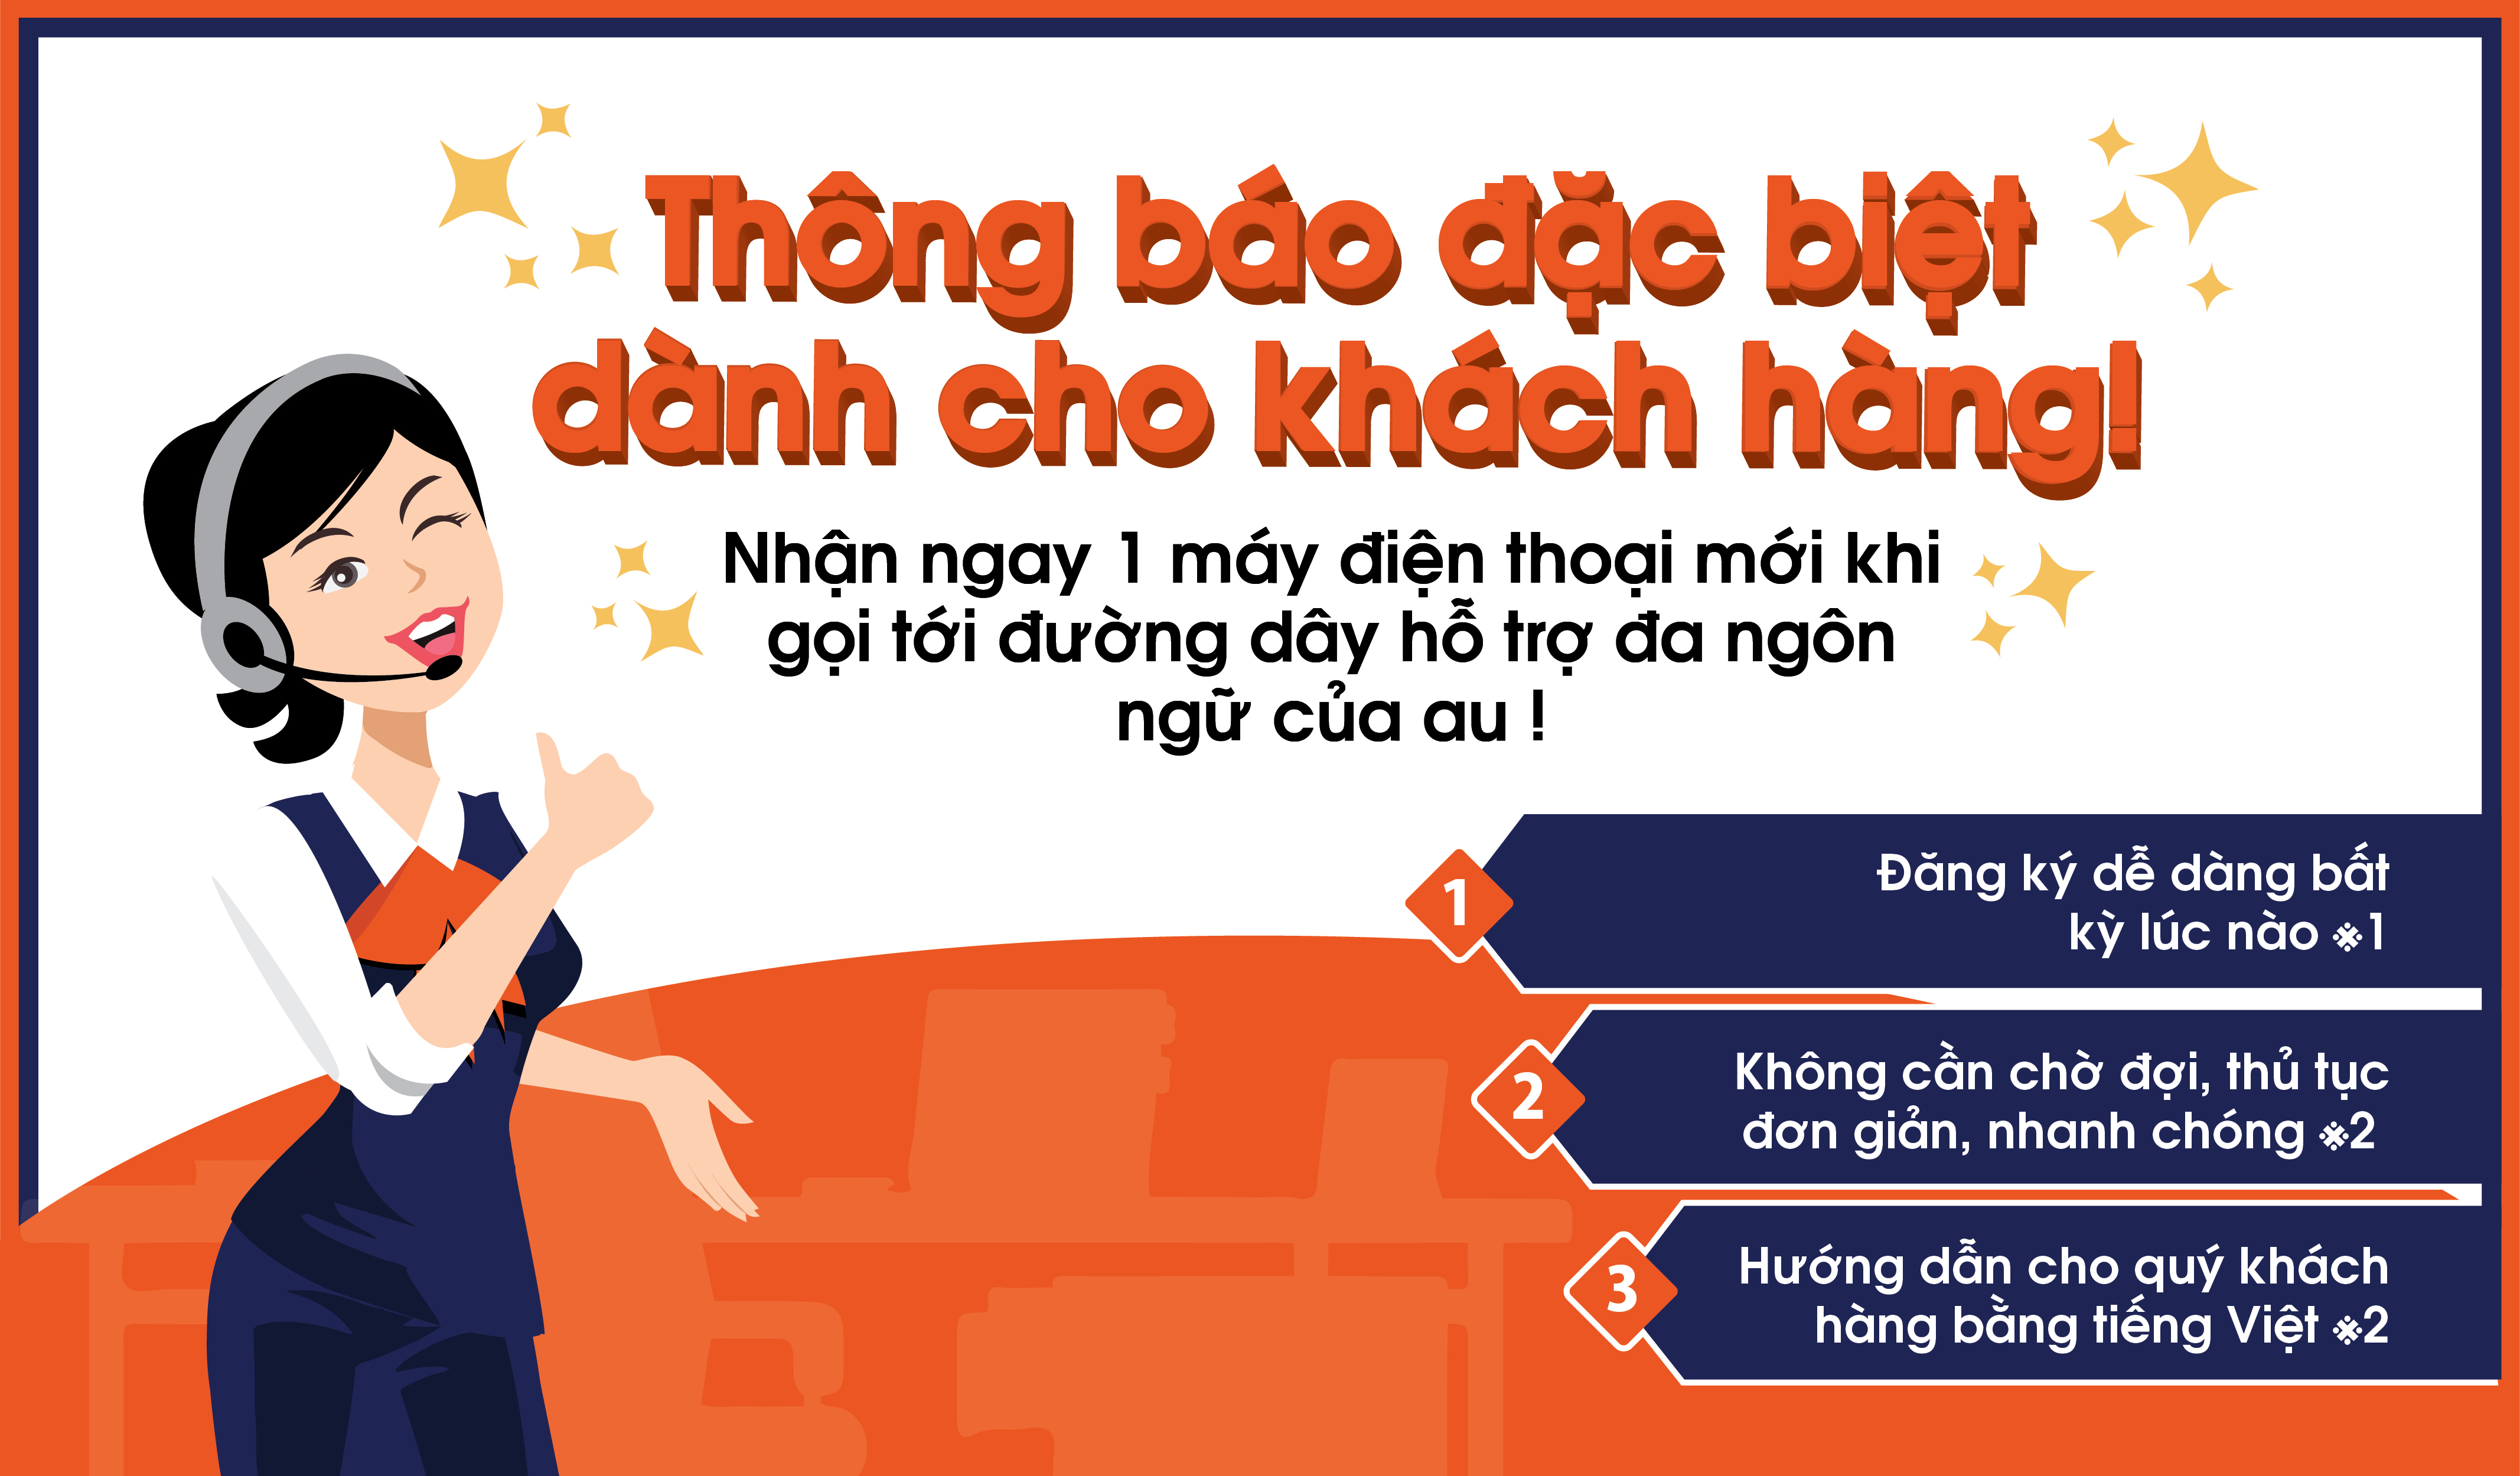 Thông báo đặc biệt
dành cho khách hàng!
Nhận ngay 1 máy điện thoại mới khi
gọi tới đường dây hỗ trợ đa ngôn
ngữ của au !
1
Đăng ký dễ dàng bất
kỳ lúc nào ※1
2
Không cần chờ đợi, thủ tục
đơn giản, nhanh chóng ※2
3
Hướng dẫn cho quý khách
hàng bằng tiếng Việt ※2